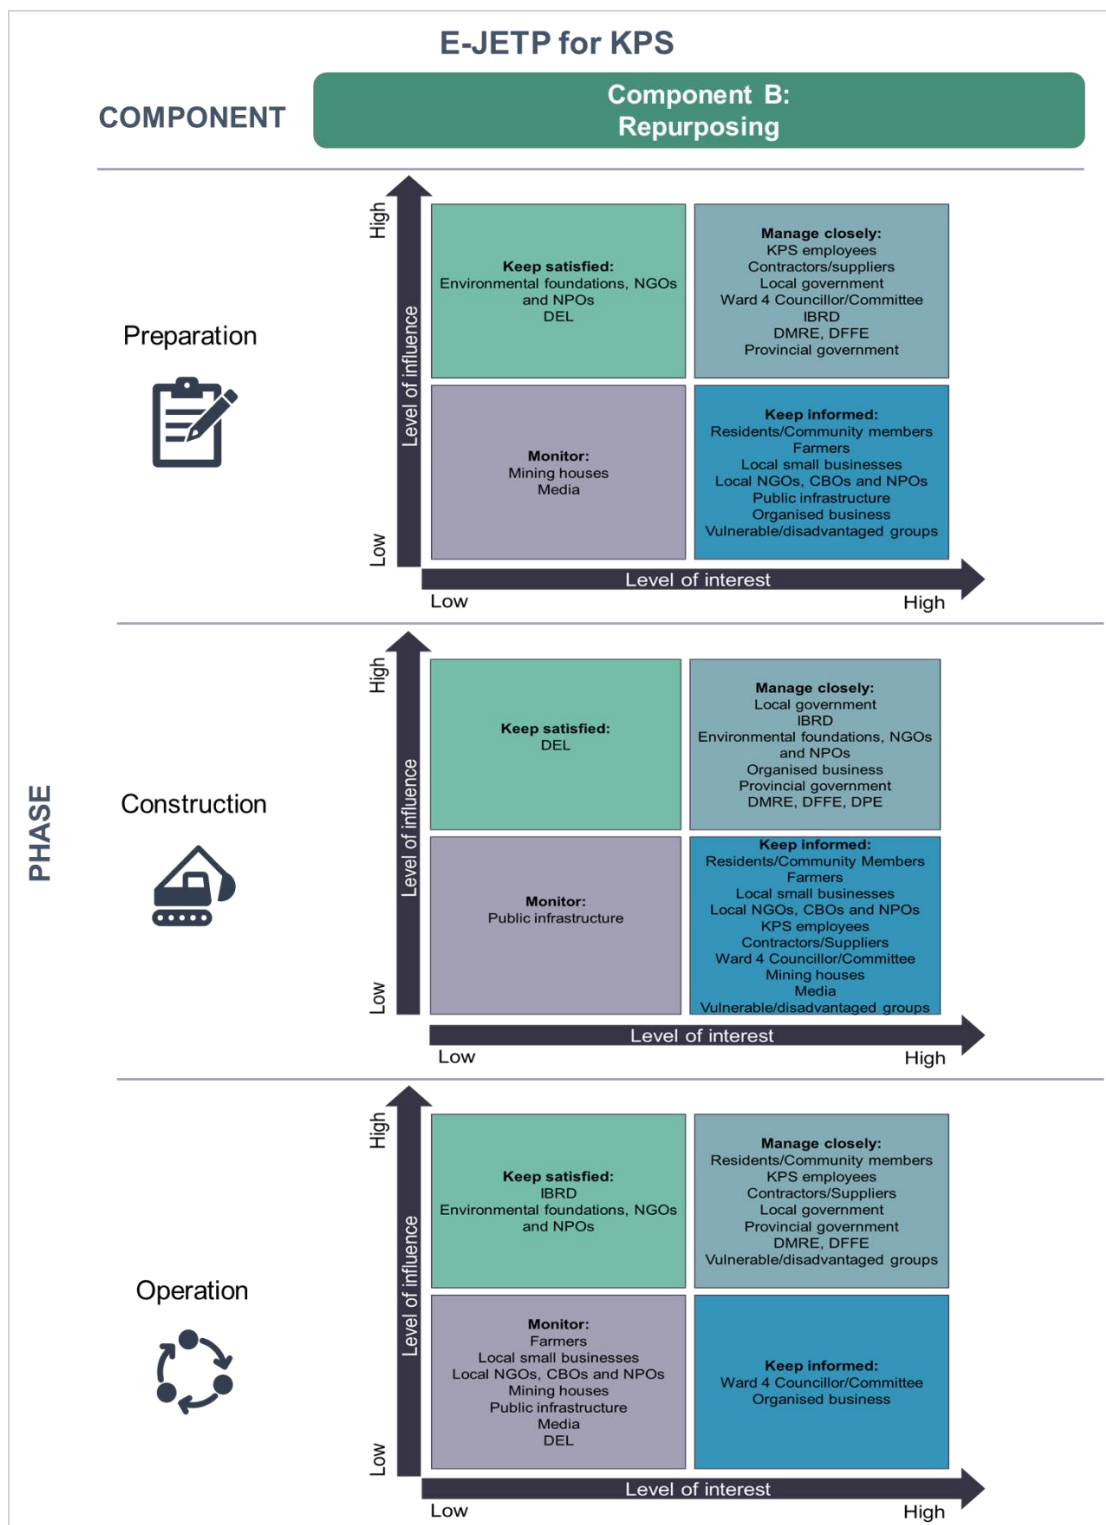 E-JETP for KPS
COMPONENT
Component B:
Repurposing
PHASE
Preparation
High
Level of influence
Low
Keep satisfied:
Environmental foundations, NGOs
and NPOs
DEL
Manage closely:
KPS employees
Contractors/suppliers
Local government
Ward 4 Councillor/Committee
IBRD
DMRE, DFFE
Provincial government
Monitor:
Mining houses
Media
Keep informed:
Residents/Community members
Farmers
Local small businesses
Local NGOs, CBOs and NPOs
Public infrastructure
Organised business
Vulnerable/disadvantaged groups
Level of interest
Low
High
Construction
High
Level of influence
Low
Keep satisfied:
DEL
Manage closely:
Local government
IBRD
Environmental foundations, NGOs
and NPOs
Organised business
Provincial government
DMRE, DFFE, DPE
Monitor:
Public infrastructure
Keep informed:
Residents/Community Members
Farmers
Local small businesses
Local NGOs, CBOs and NPOs
KPS employees
Contractors/Suppliers
Ward 4 Councillor/Committee
Mining houses
Media
Vulnerable/disadvantaged groups
Level of interest
Low
High
Operation
High
Level of influence
Low
Keep satisfied:
IBRD
Environmental foundations, NGOs
and NPOs
Manage closely:
Residents/Community members
KPS employees
Contractors/Suppliers
Local government
Provincial government
DMRE, DFFE
Vulnerable/disadvantaged groups
Monitor:
Farmers
Local small businesses
Local NGOs, CBOs and NPOs
Mining houses
Public infrastructure
Media
DEL
Keep informed:
Ward 4 Councillor/Committee
Organised business
Level of interest
Low
High